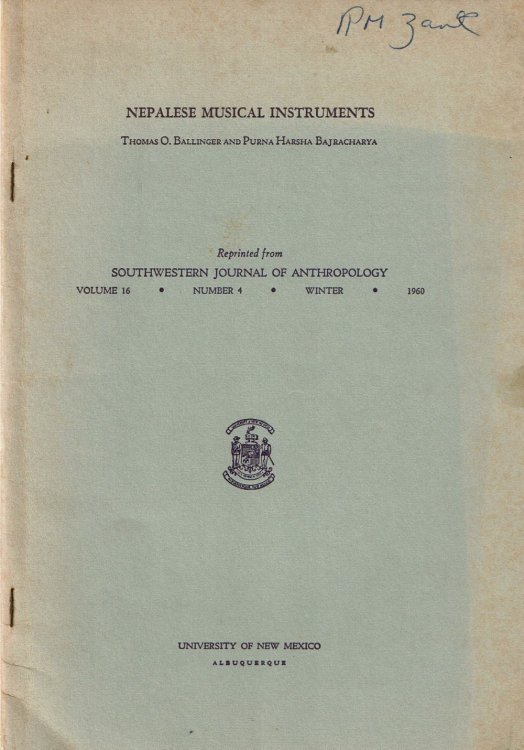 RM Zant
NEPALESE MUSICAL INSTRUMENTS
THOMAS O. BALLINGER AND PURNA HARSHA BAJRACHARYA
Reprinted from
SOUTHWESTERN JOURNAL OF ANTHROPOLOGY
VOLUME 16 • NUMBER 4 • WINTER • 1960
UNIVERSITY OF NEW MEXICO
ALBUQUERQUE